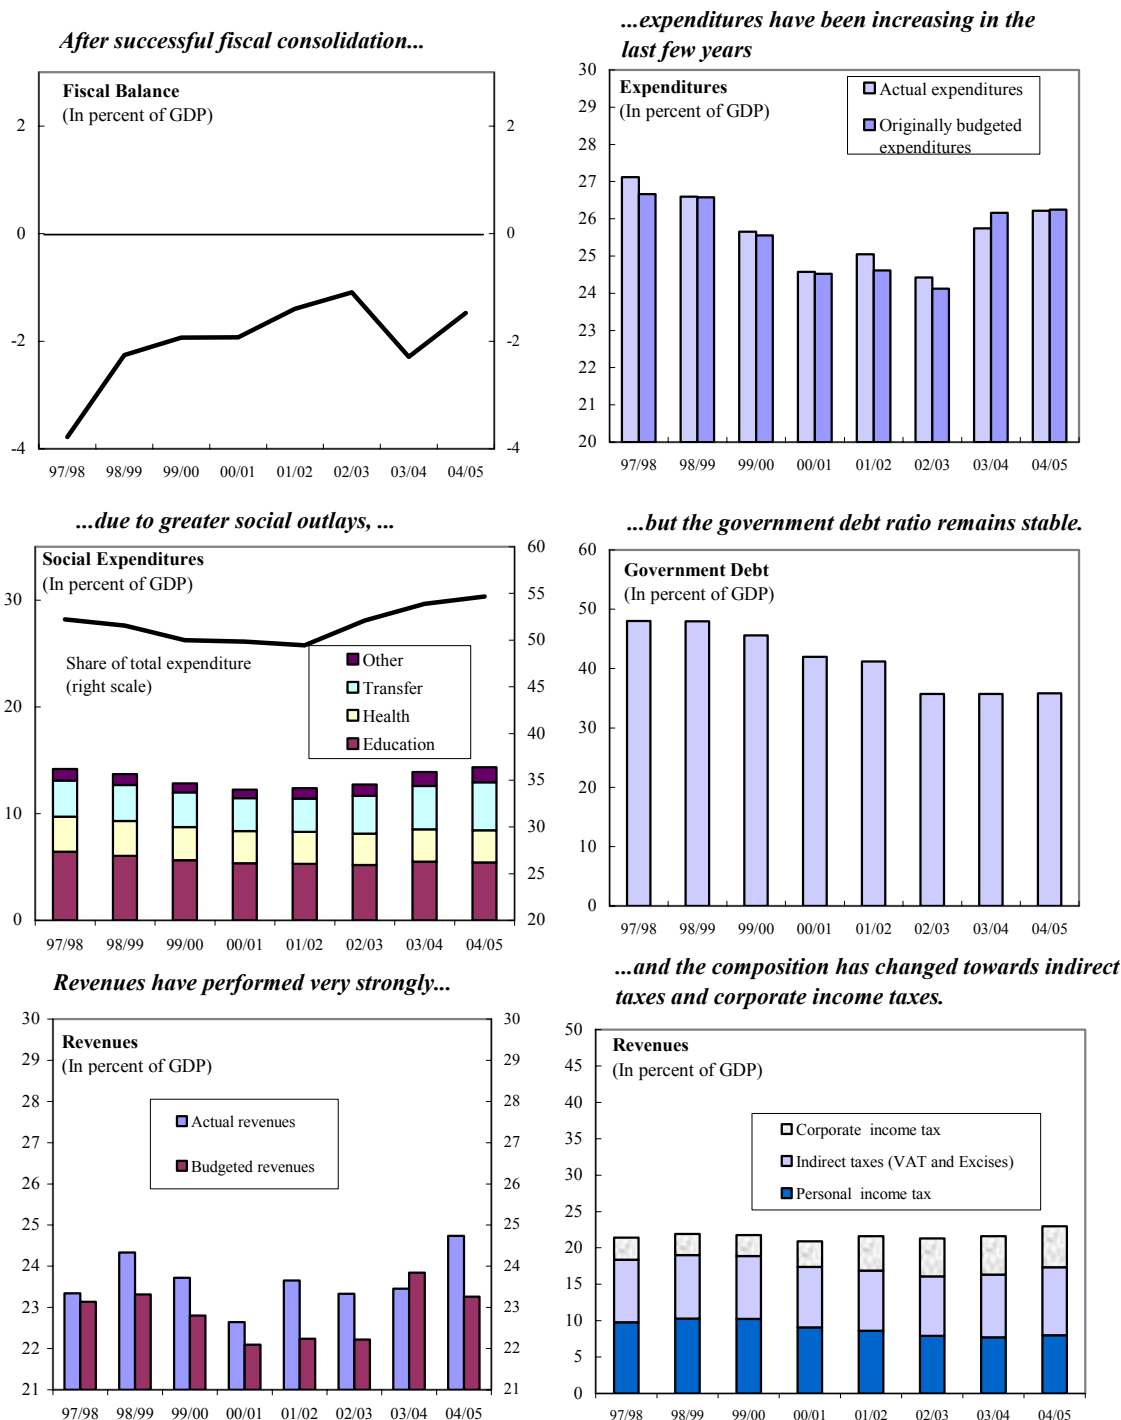 After successful fiscal consolidation...
Fiscal Balance
(In percent of GDP)
2 2
0 0
-2 -2
-4 -4
97/98 98/99 99/00 00/01 01/02 02/03 03/04 04/05
...expenditures have been increasing in the
last few years
Expenditures
(In percent of GDP)
Actual expenditures
Originally budgeted
expenditures
30
29
28
27
26
25
24
23
22
21
20
97/98 98/99 99/00 00/01 01/02 02/03 03/04 04/05
...due to greater social outlays, ...
Social Expenditures
(In percent of GDP)
Share of total expenditure
(right scale)
Other
Transfer
Health
Education
30
20
10
0
60
55
50
45
40
35
30
25
20
97/98 98/99 99/00 00/01 01/02 02/03 03/04 04/05
...but the government debt ratio remains stable.
Government Debt
(In percent of GDP)
60
50
40
30
20
10
0
97/98 98/99 99/00 00/01 01/02 02/03 03/04 04/05
Revenues have performed very strongly...
Revenues
(In percent of GDP)
Actual revenues
Budgeted revenues
30 30
29 29
28 28
27 27
26 26
25 25
24 24
23 23
22 22
21 21
97/98 98/99 99/00 00/01 01/02 02/03 03/04 04/05
...and the composition has changed towards indirect
taxes and corporate income taxes.
Revenues
(In percent of GDP)
Corporate income tax
Indirect taxes (VAT and Excises)
Personal income tax
50
45
40
35
30
25
20
15
10
5
0
97/98 98/99 99/00 00/01 01/02 02/03 03/04 04/05